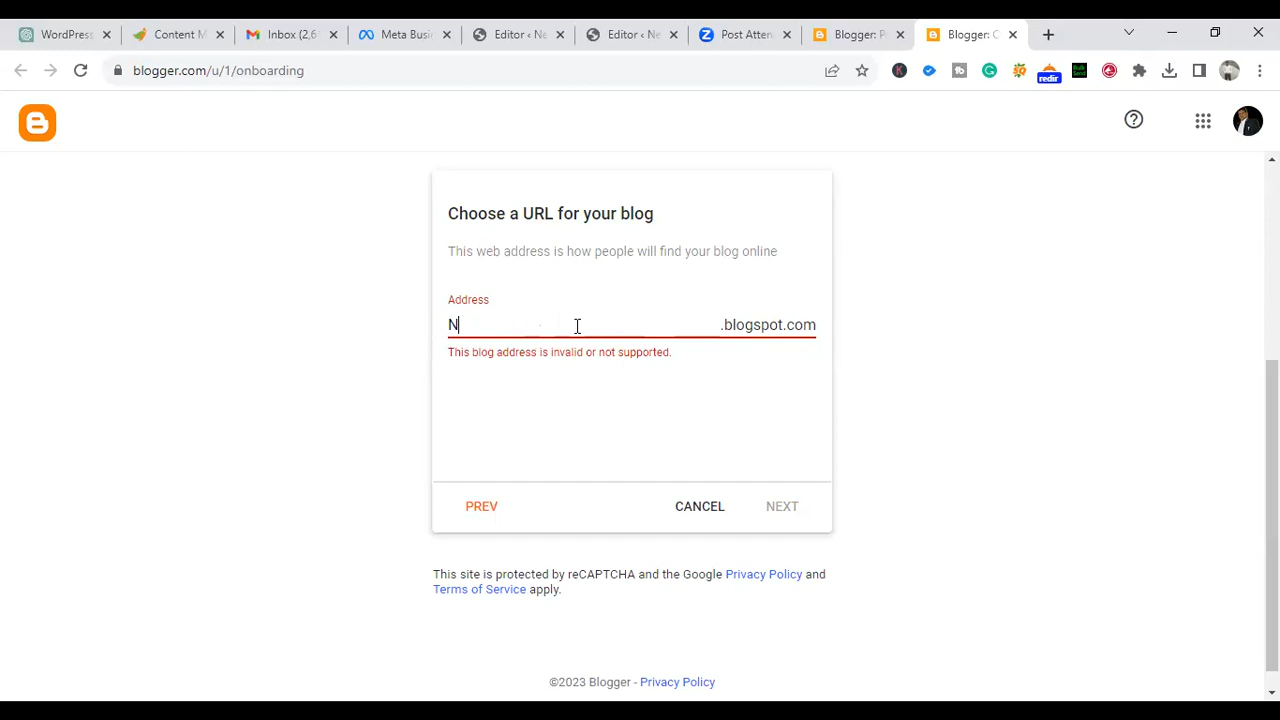 WordPress
Content M
Inbox (2,6
Meta Busin
Editor ‹ Ne
Editor ‹ Ne
Post Atten
Blogger: P
Blogger: C
blogger.com/u/1/onboarding
redir
Choose a URL for your blog
This web address is how people will find your blog online
Address
N .blogspot.com
This blog address is invalid or not supported.
PREV CANCEL NEXT
This site is protected by reCAPTCHA and the Google Privacy Policy and
Terms of Service apply.
©2023 Blogger - Privacy Policy